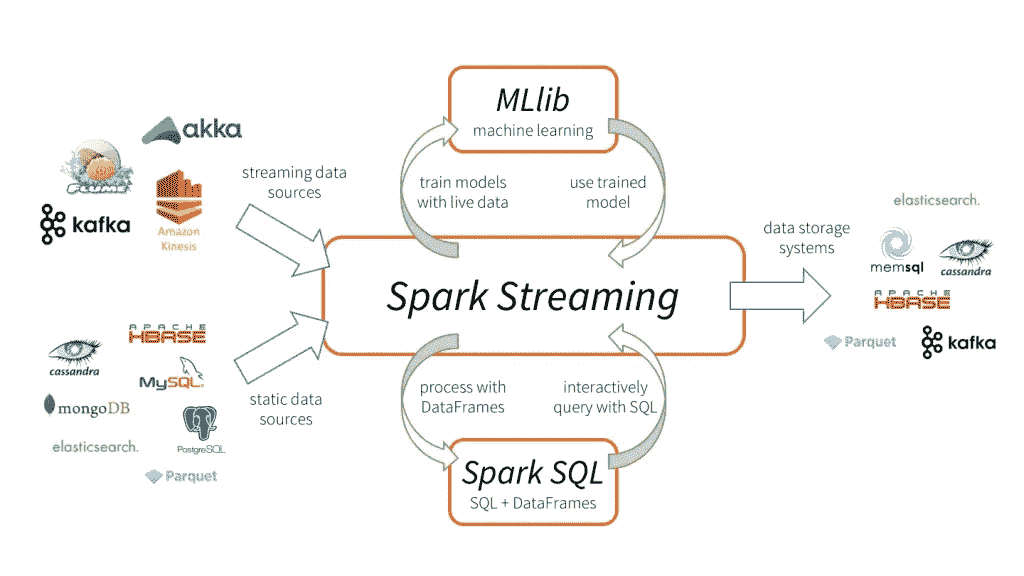 akka
flume
kafka
Amazon
Kinesis
streaming data
sources
APACHE
HBASE
cassandra
MySQL
mongoDB
PostgreSQL
elasticsearch.
Parquet
static data
sources
MLlib
machine learning
train models
with live data
use trained
model
Spark Streaming
process with
DataFrames
interactively
query with SQL
Spark SQL
SQL + DataFrames
data storage
systems
elasticsearch.
memsql
cassandra
APACHE
HBASE
Parquet
kafka